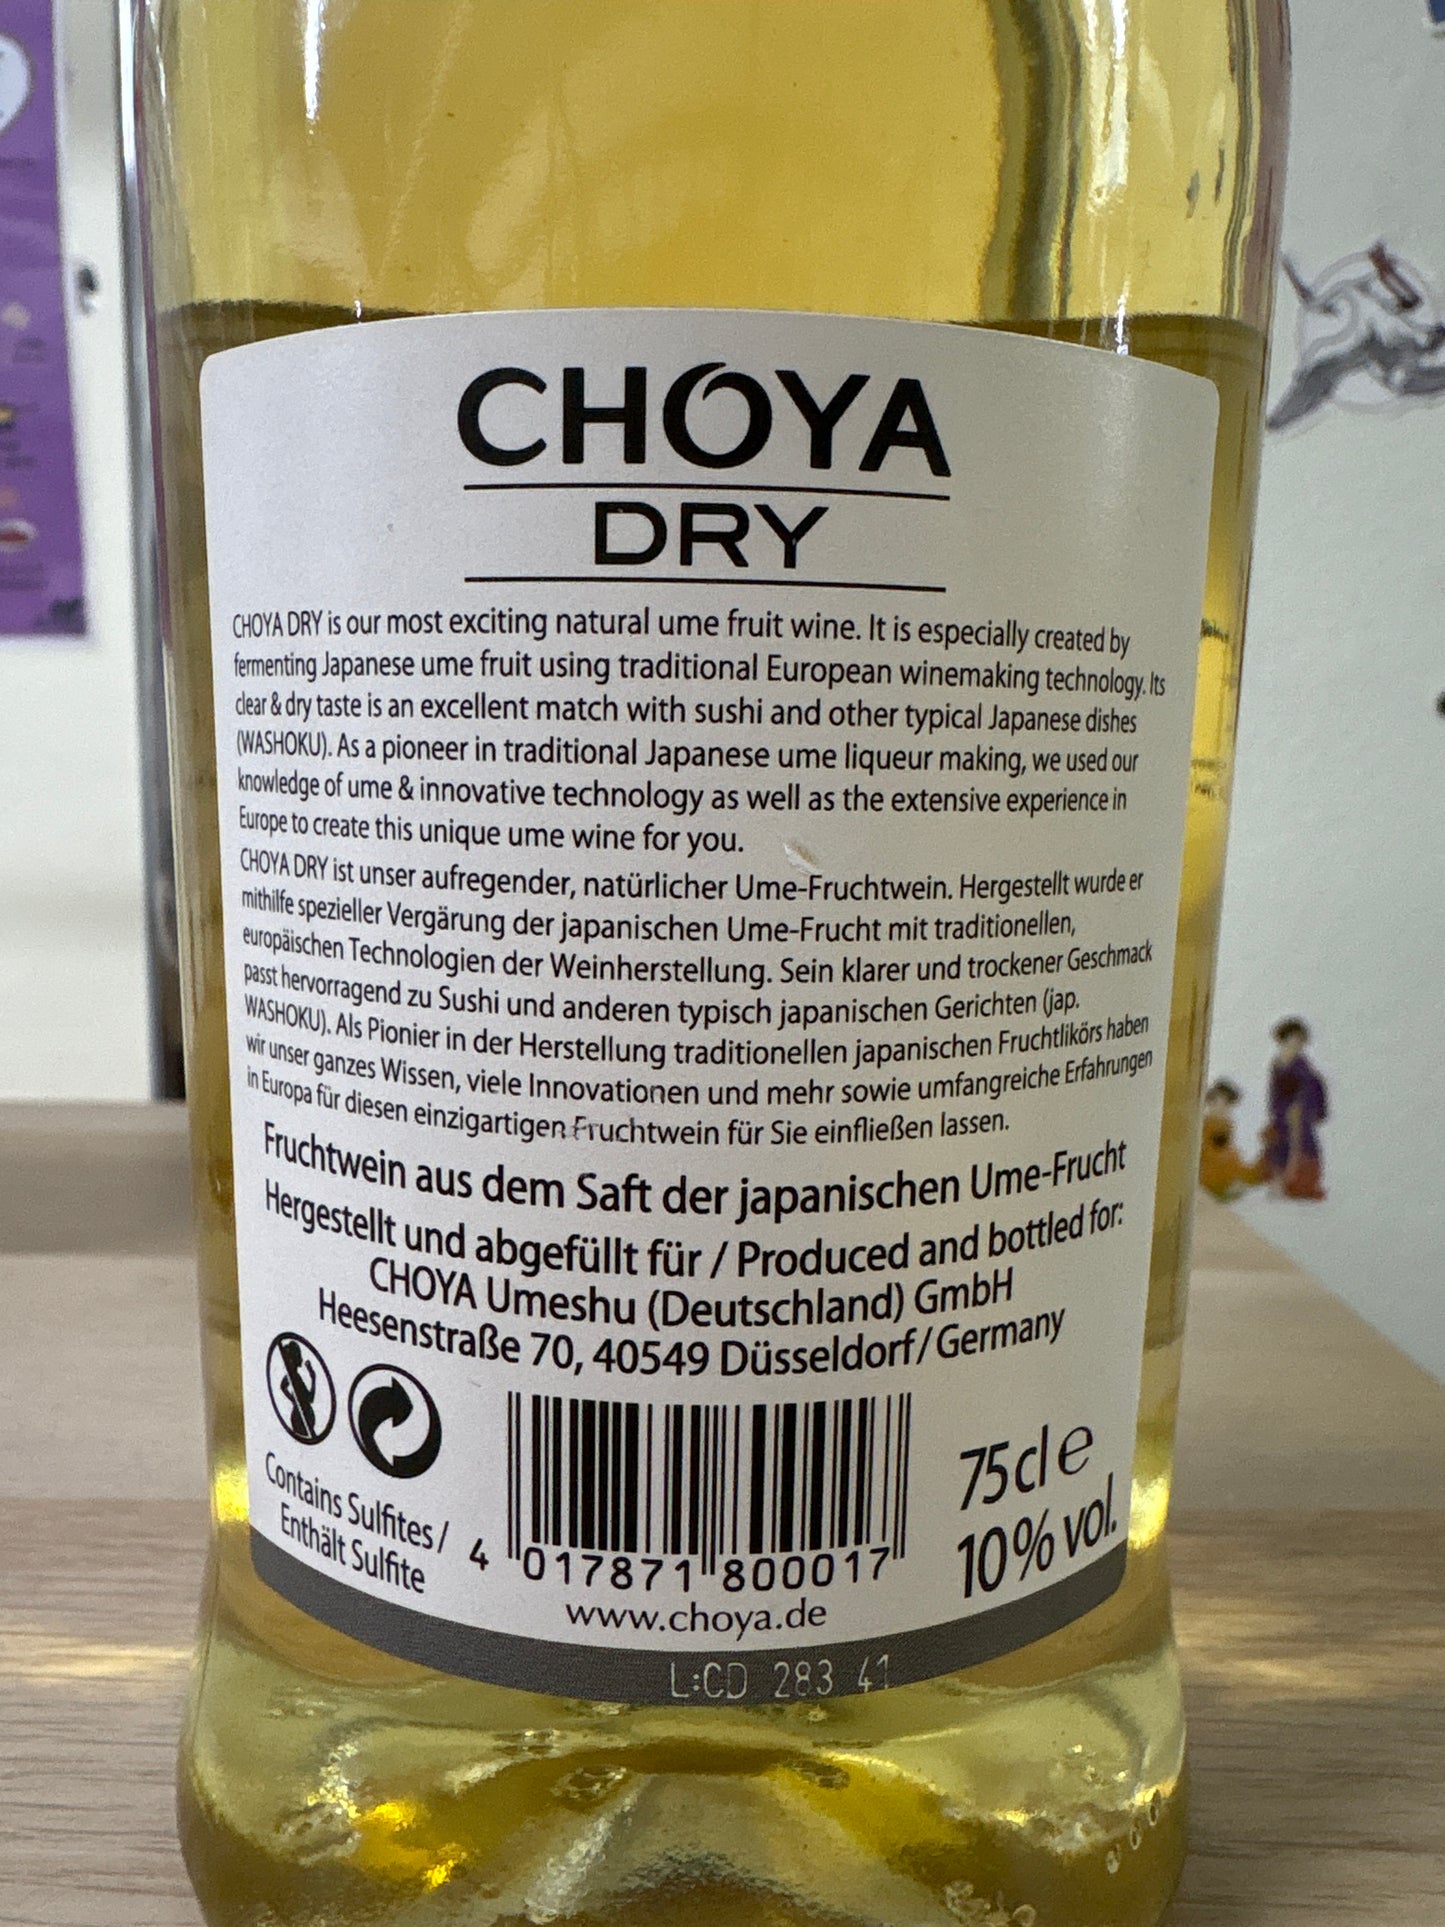 CHOYA
DRY
CHOYA DRY is our most exciting natural ume fruit wine. It is especially created by
fermenting Japanese ume fruit using traditional European winemaking technology. Its
clear & dry taste is an excellent match with sushi and other typical Japanese dishes
(WASHOKU). As a pioneer in traditional Japanese ume liqueur making, we used our
knowledge of ume & innovative technology as well as the extensive experience in
Europe to create this unique ume wine for you.
CHOYA DRY ist unser aufregender, natürlicher Ume-Fruchtwein. Hergestellt wurde er
mithilfe spezieller Vergärung der japanischen Ume-Frucht mit traditionellen,
europäischen Technologien der Weinherstellung. Sein klarer und trockener Geschmack
passt hervorragend zu Sushi und anderen typisch japanischen Gerichten (jap.
WASHOKU). Als Pionier in der Herstellung traditionellen japanischen Fruchtlikörs haben
wir unser ganzes Wissen, viele Innovationen und mehr sowie umfangreiche Erfahrungen
in Europa für diesen einzigartigen Fruchtwein für Sie einfließen lassen.
Fruchtwein aus dem Saft der japanischen Ume-Frucht
Hergestellt und abgefüllt für / Produced and bottled for:
CHOYA Umeshu (Deutschland) GmbH
Heesenstraße 70, 40549 Düsseldorf/Germany
Contains Sulfites/
Enthält Sulfite
4 017871 800017
75cl e
10% vol.
www.choya.de
L:CD 283 41